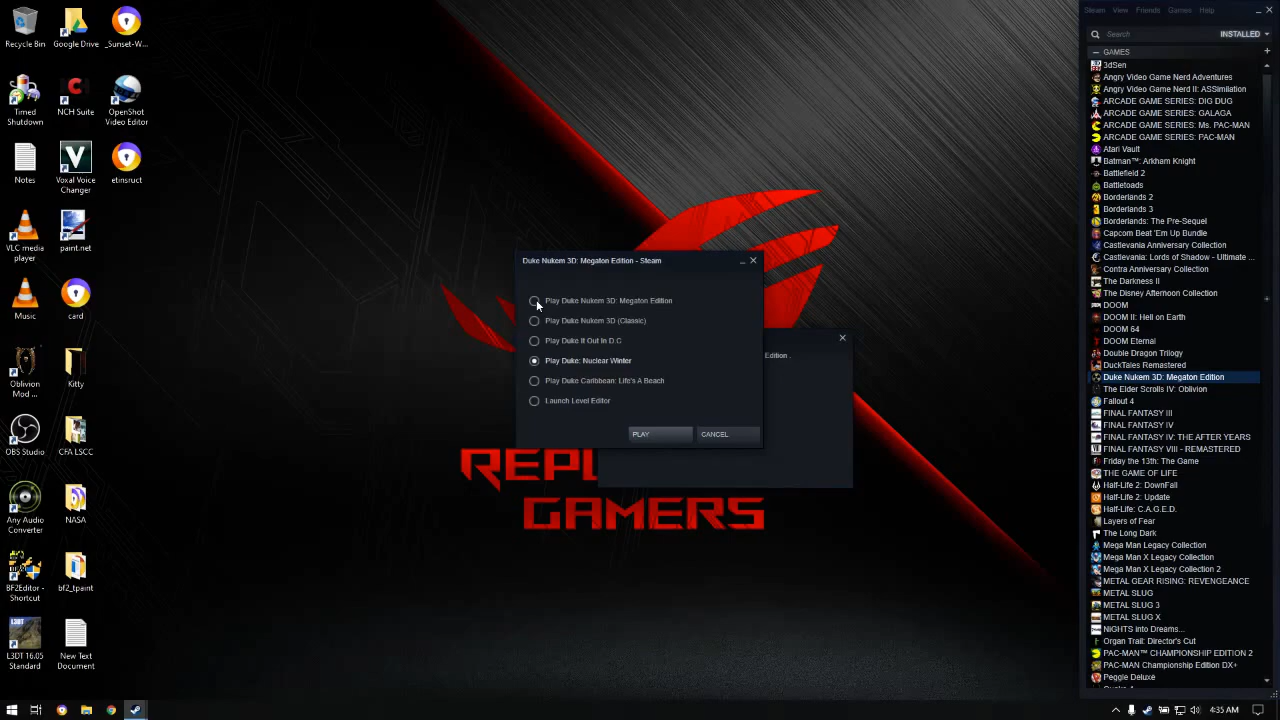 Recycle Bin
Google Drive
_Sunset-W...
Timed
Shutdown
NCH Suite
OpenShot
Video Editor
Notes
Voxal Voice
Changer
etinsruct
VLC media
player
paint.net
Music
card
Oblivion
Mod ...
Kitty
OBS Studio
CFA LSCC
Any Audio
Converter
NASA
BF2Editor -
Shortcut
bf2_tpaint
L3DT 16.05
Standard
New Text
Document
Duke Nukem 3D: Megaton Edition - Steam
Play Duke Nukem 3D: Megaton Edition
Play Duke Nukem 3D (Classic)
Play Duke It Out In D.C
Play Duke: Nuclear Winter
Play Duke Caribbean: Life's A Beach
Launch Level Editor
PLAY
CANCEL
Edition .
GAMERS
Steam View Friends Games Help
Search
INSTALLED
GAMES
3dSen
Angry Video Game Nerd Adventures
Angry Video Game Nerd II: ASSimilation
ARCADE GAME SERIES: DIG DUG
ARCADE GAME SERIES: GALAGA
ARCADE GAME SERIES: Ms. PAC-MAN
ARCADE GAME SERIES: PAC-MAN
Atari Vault
Batman™: Arkham Knight
Battlefield 2
Battletoads
Borderlands 2
Borderlands 3
Borderlands: The Pre-Sequel
Capcom Beat 'Em Up Bundle
Castlevania Anniversary Collection
Castlevania: Lords of Shadow - Ultimate ...
Contra Anniversary Collection
The Darkness II
The Disney Afternoon Collection
DOOM
DOOM II: Hell on Earth
DOOM 64
DOOM Eternal
Double Dragon Trilogy
DuckTales Remastered
Duke Nukem 3D: Megaton Edition
The Elder Scrolls IV: Oblivion
Fallout 4
FINAL FANTASY III
FINAL FANTASY IV
FINAL FANTASY IV: THE AFTER YEARS
FINAL FANTASY VIII - REMASTERED
Friday the 13th: The Game
THE GAME OF LIFE
Half-Life 2: DownFall
Half-Life 2: Update
Half-Life: C.A.G.E.D.
Layers of Fear
The Long Dark
Mega Man Legacy Collection
Mega Man X Legacy Collection
Mega Man X Legacy Collection 2
METAL GEAR RISING: REVENGEANCE
METAL SLUG
METAL SLUG 3
METAL SLUG X
NiGHTS into Dreams...
Organ Trail: Director's Cut
PAC-MAN™ CHAMPIONSHIP EDITION 2
PAC-MAN Championship Edition DX+
Peggle Deluxe
4:35 AM